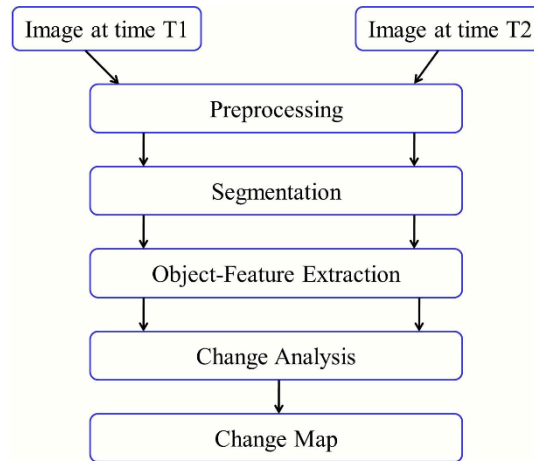 Image at time T1
Image at time T2
Preprocessing
Segmentation
Object-Feature Extraction
Change Analysis
Change Map